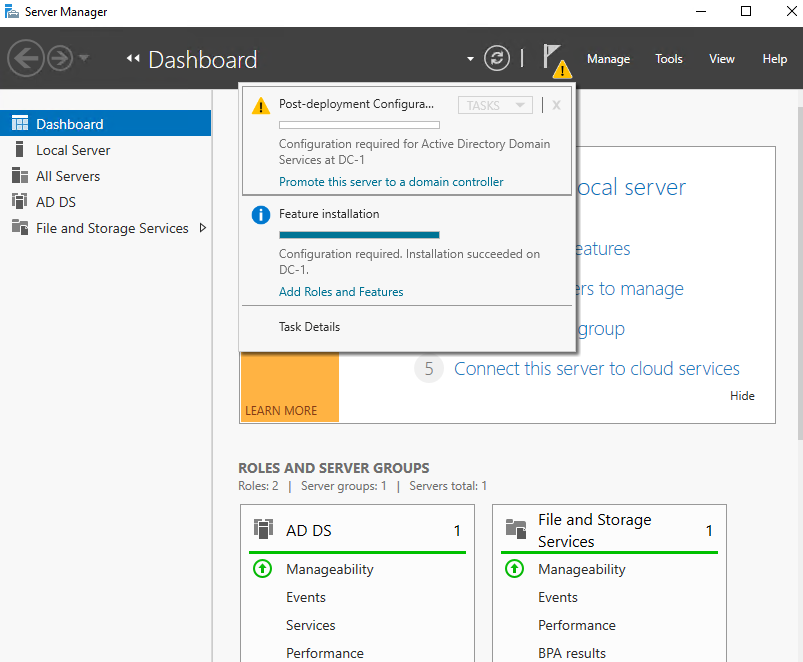 Server Manager
Dashboard
Manage
Tools
View
Help
Dashboard
Local Server
All Servers
AD DS
File and Storage Services
Post-deployment Configura...
TASKS
X
Configuration required for Active Directory Domain
Services at DC-1
Promote this server to a domain controller
Feature installation
Configuration required. Installation succeeded on
DC-1.
Add Roles and Features
Task Details
ocal server
eatures
ers to manage
group
5 Connect this server to cloud services
Hide
LEARN MORE
ROLES AND SERVER GROUPS
Roles: 2 | Server groups: 1 | Servers total: 1
AD DS 1
Manageability
Events
Services
Performance
File and Storage
Services
1
Manageability
Events
Performance
BPA results